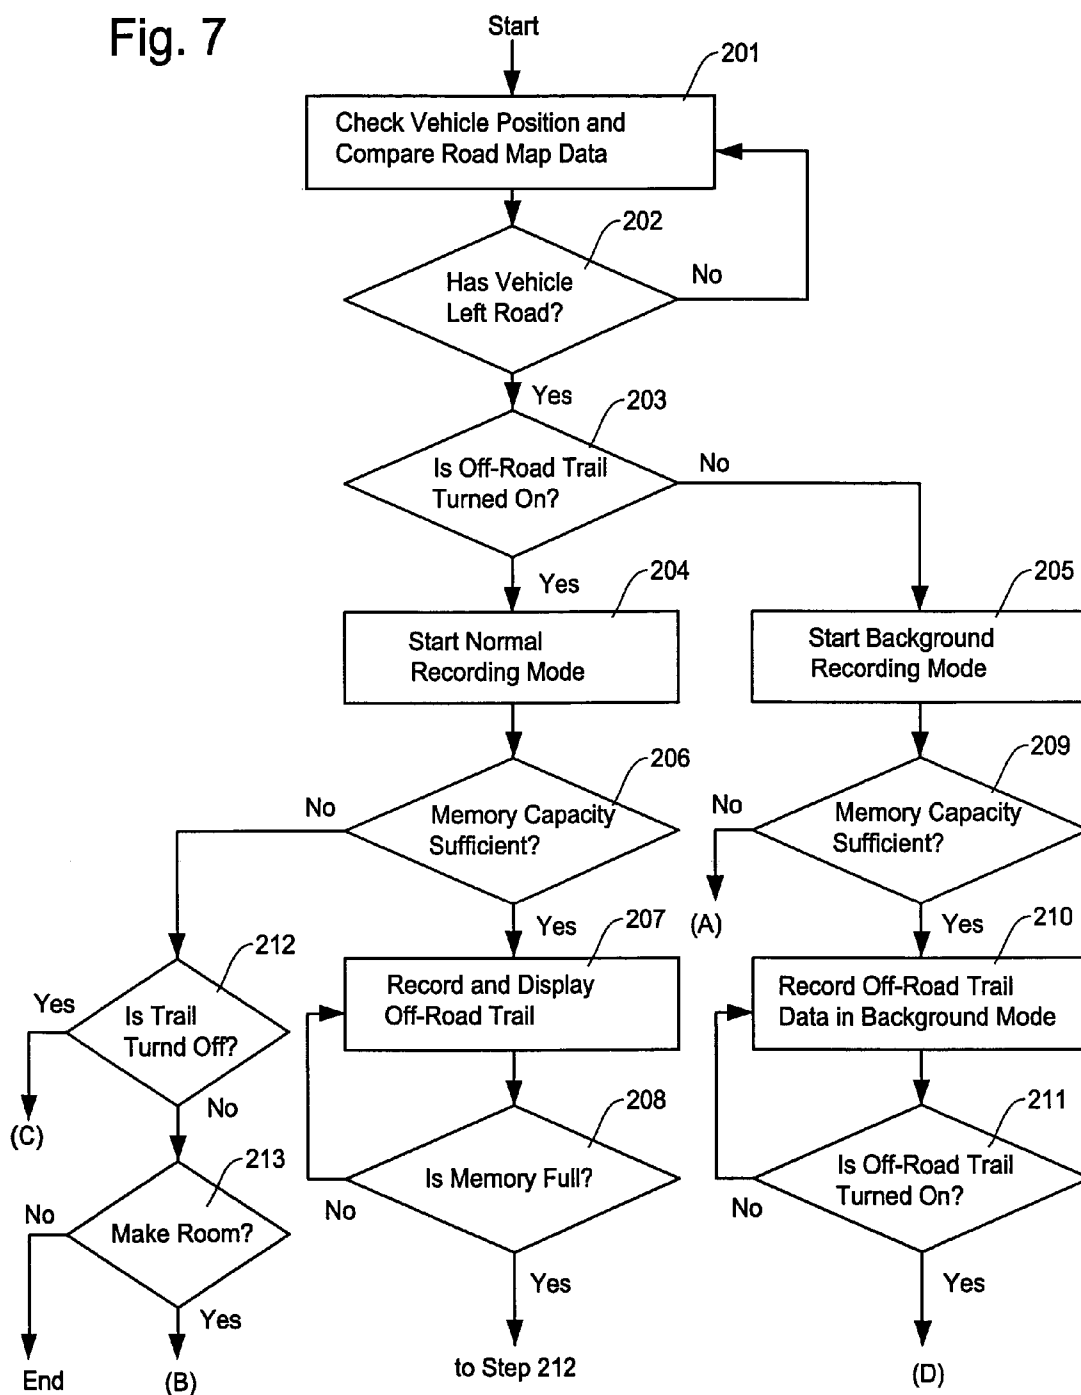 Fig. 7
Start
201
Check Vehicle Position and
Compare Road Map Data
202
Has Vehicle
Left Road?
No
Yes
203
Is Off-Road Trail
Turned On?
No
Yes
204
Start Normal
Recording Mode
205
Start Background
Recording Mode
206
No
Memory Capacity
Sufficient?
Yes
209
No
Memory Capacity
Sufficient?
(A)
Yes
207
Record and Display
Off-Road Trail
210
Record Off-Road Trail
Data in Background Mode
212
Yes
Is Trail
Turnd Off?
(C)
No
208
Is Memory Full?
No
Yes
to Step 212
211
Is Off-Road Trail
Turned On?
No
Yes
(D)
213
No
Make Room?
Yes
End
(B)